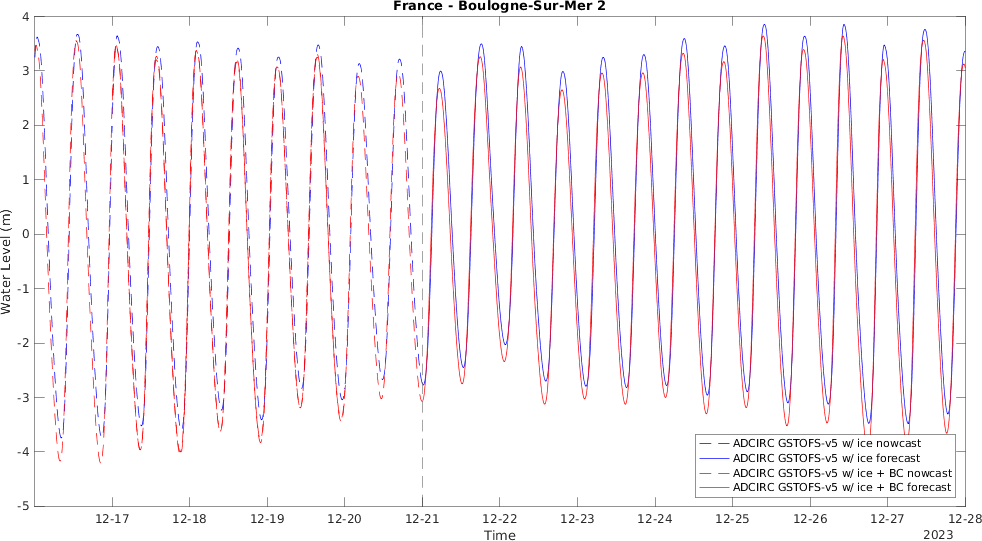 France - Boulogne-Sur-Mer 2
4
3
2
1
0
-1
-2
-3
-4
-5
Water Level (m)
ADCIRC GSTOFS-v5 w/ ice nowcast
ADCIRC GSTOFS-v5 w/ ice forecast
ADCIRC GSTOFS-v5 w/ ice + BC nowcast
ADCIRC GSTOFS-v5 w/ ice + BC forecast
12-17 12-18 12-19 12-20 12-21 12-22 12-23 12-24 12-25 12-26 12-27 12-28
Time
2023